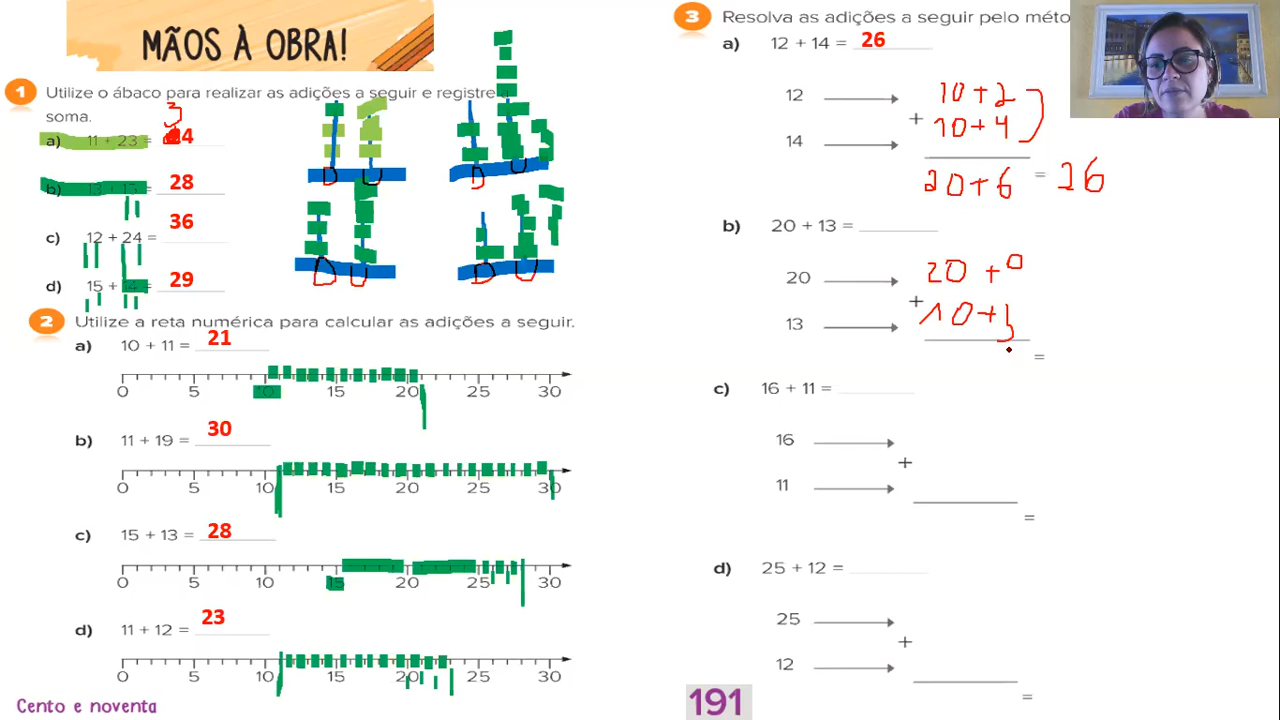 MÃOS À OBRA!
1 Utilize o ábaco para realizar as adições a seguir e registre a
soma.
a) 11 + 23 = 34
b) 13 + 15 = 28
c) 12 + 24 = 36
d) 15 + 14 = 29
D U
D U
D U
D U
2 Utilize a reta numérica para calcular as adições a seguir.
a) 10 + 11 = 21
0 5 10 15 20 25 30
b) 11 + 19 = 30
0 5 10 15 20 25 30
c) 15 + 13 = 28
0 5 10 15 20 25 30
d) 11 + 12 = 23
0 5 10 15 20 25 30
Cento e noventa
3 Resolva as adições a seguir pelo méto
a) 12 + 14 = 26
12 10 + 2
+
14 10 + 4
20 + 6 = 26
b) 20 + 13 =
20 20 + 0
+
13 10 + 3
=
c) 16 + 11 =
16
+
11
=
d) 25 + 12 =
25
+
12
=
191